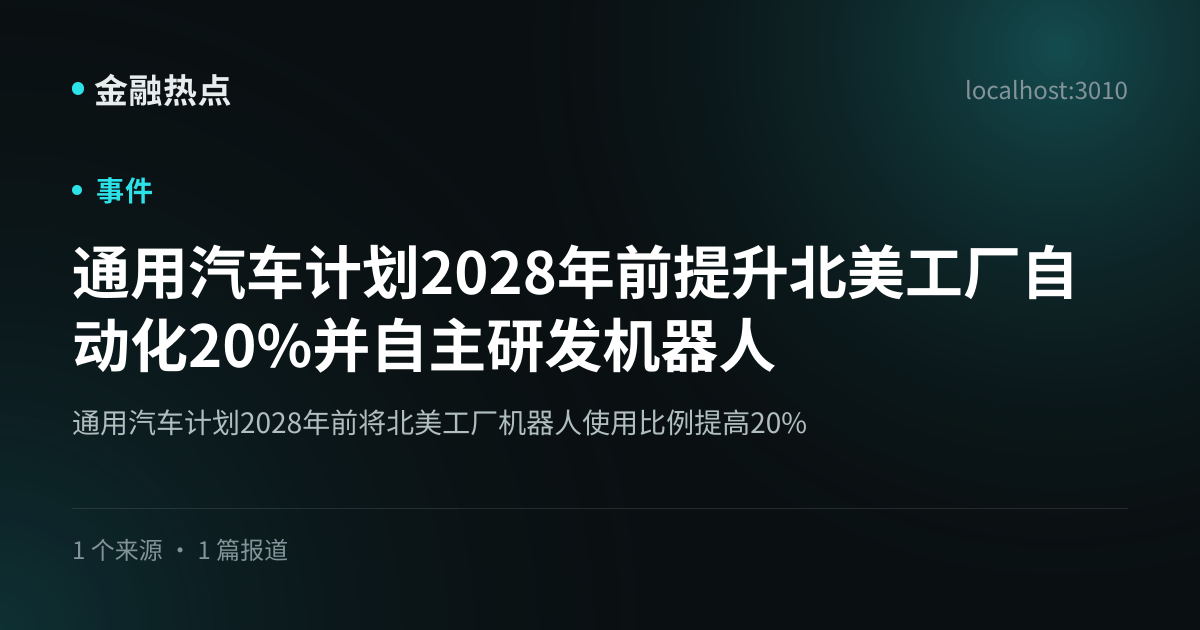 金融热点
localhost:3010
事件
通用汽车计划2028年前提升北美工厂自
动化20%并自主研发机器人
通用汽车计划2028年前将北美工厂机器人使用比例提高20%
1 个来源 · 1 篇报道